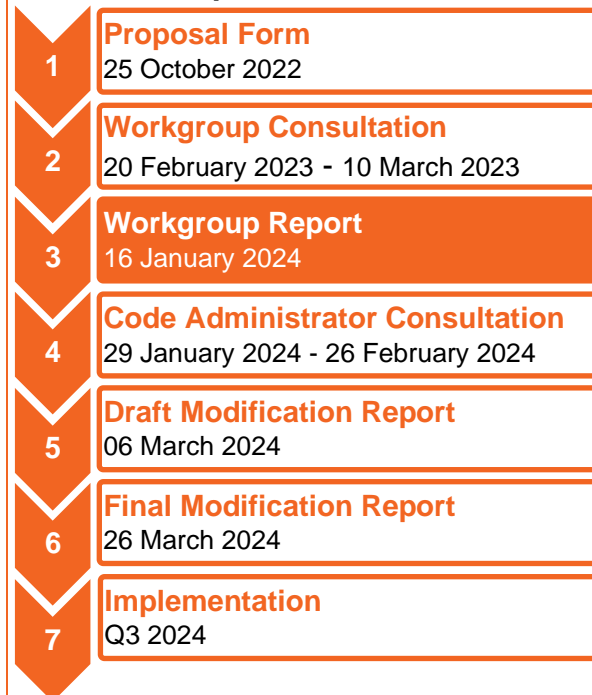 1
Proposal Form
25 October 2022
2
Workgroup Consultation
20 February 2023 - 10 March 2023
3
Workgroup Report
16 January 2024
4
Code Administrator Consultation
29 January 2024 - 26 February 2024
5
Draft Modification Report
06 March 2024
6
Final Modification Report
26 March 2024
7
Implementation
Q3 2024